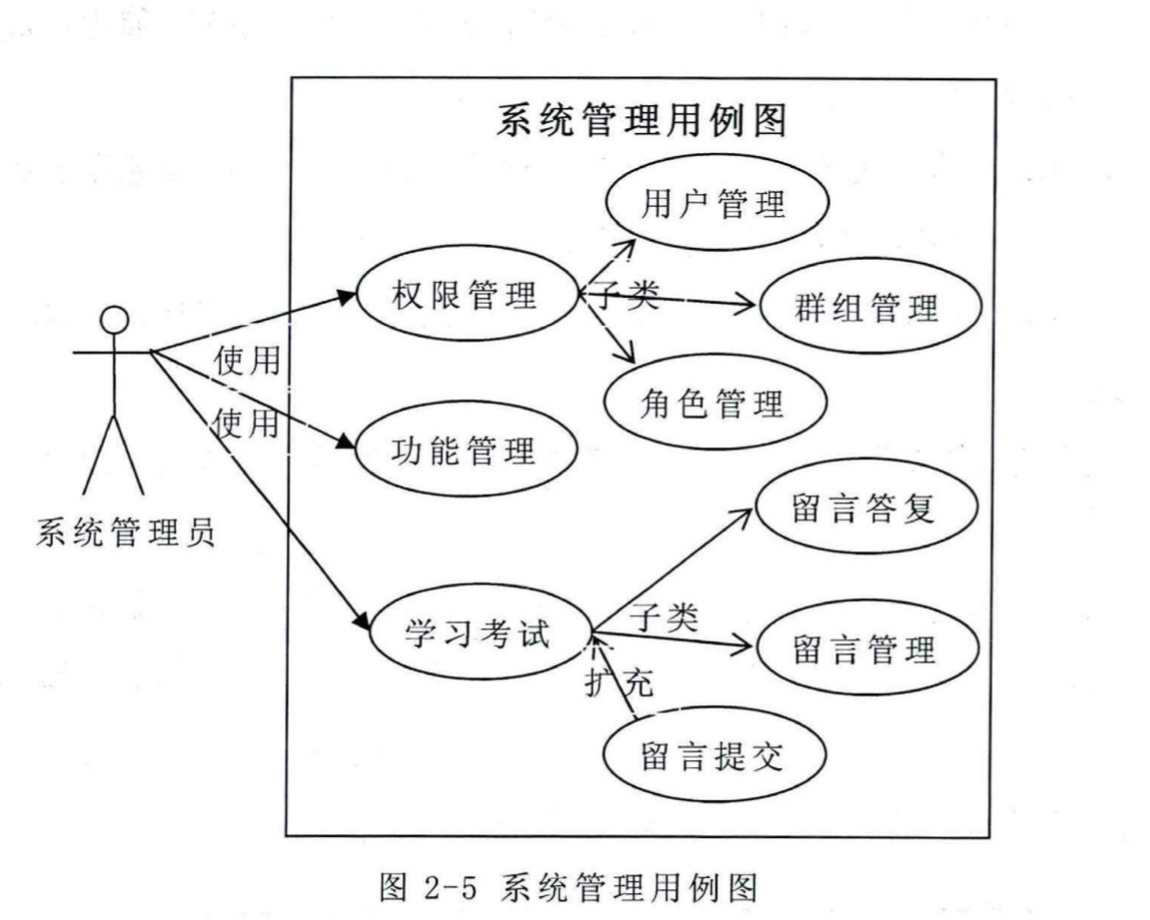 系统管理用例图
用户管理
权限管理
子类
群组管理
使用
角色管理
使用
功能管理
系统管理员
留言答复
学习考试
子类
留言管理
扩充
留言提交
图 2-5 系统管理用例图